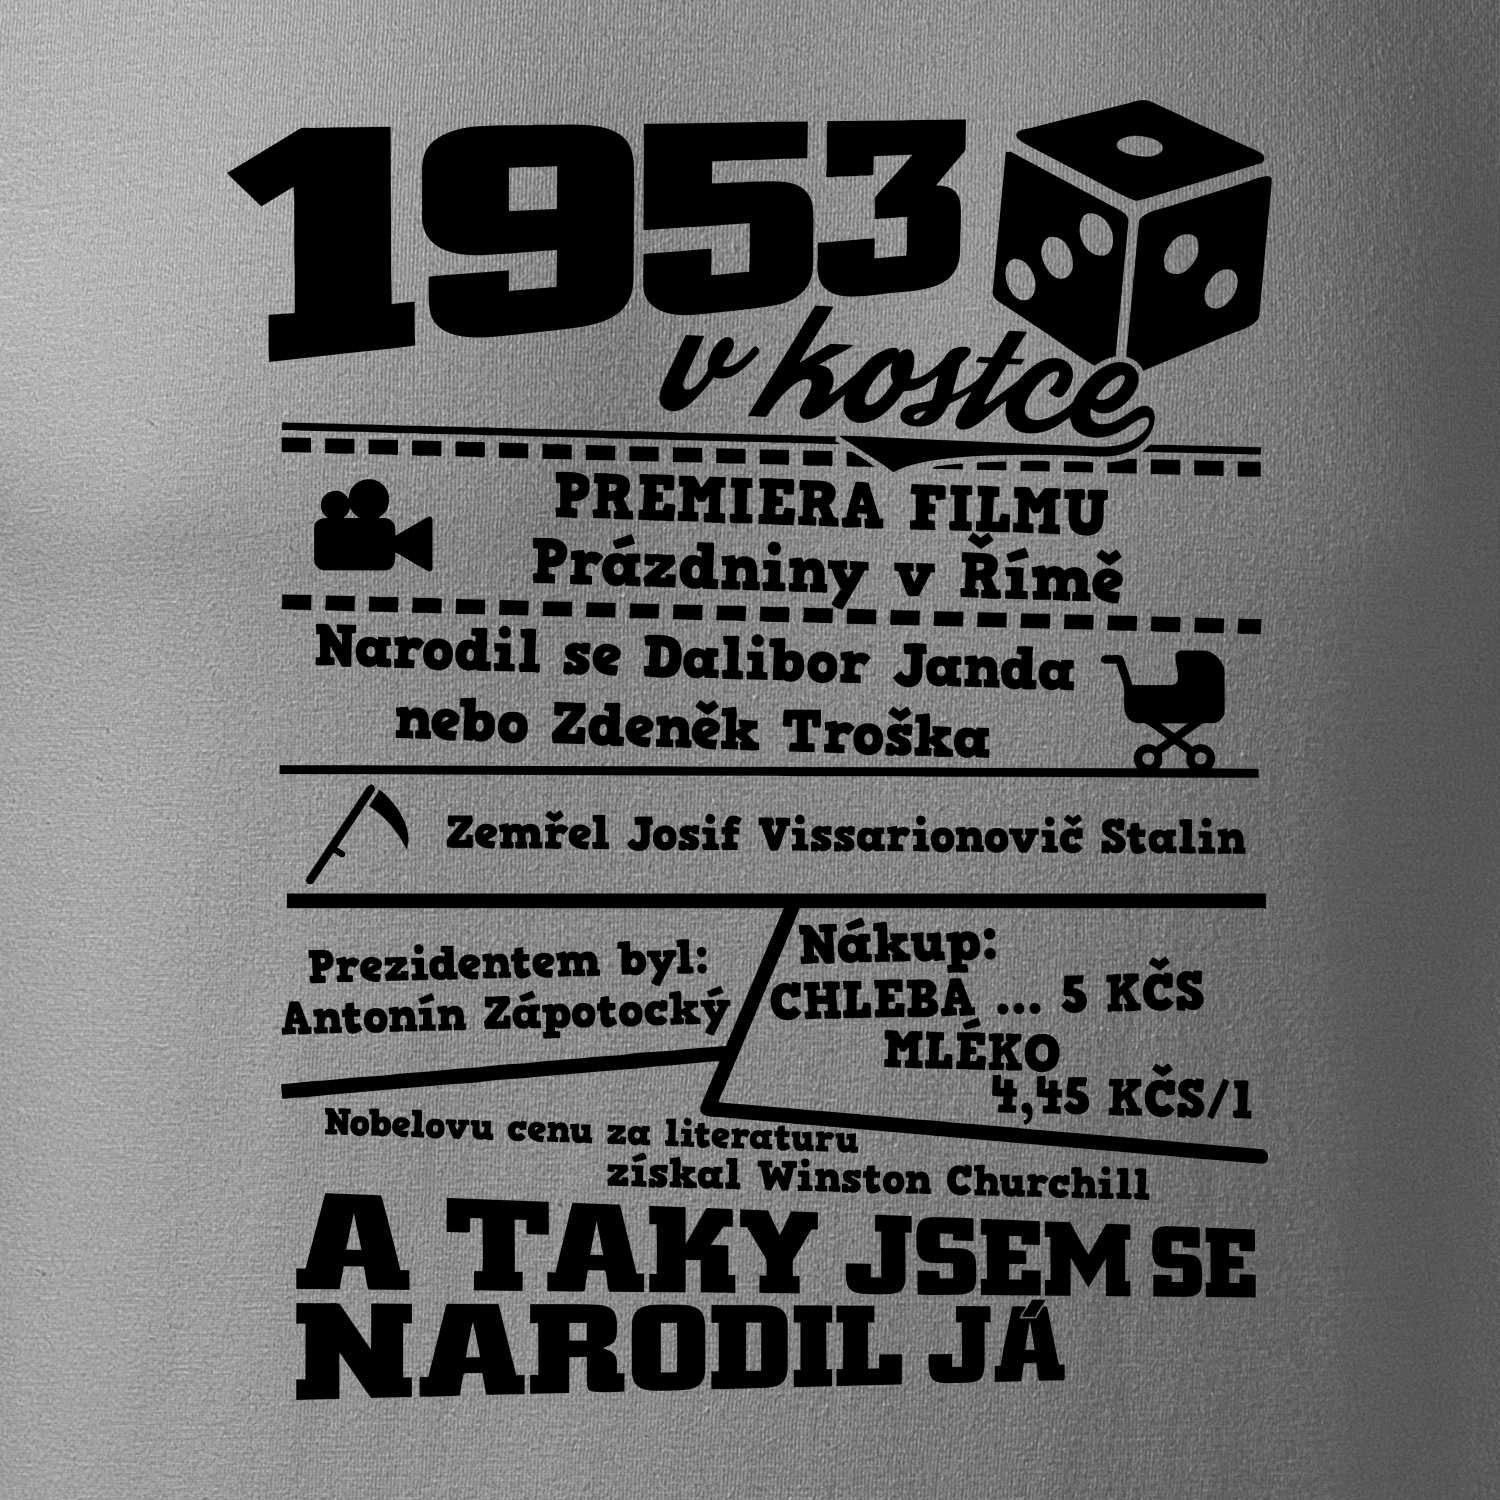 1953
v kostce
PREMIERA FILMU
Prázdniny v Římě
Narodil se Dalibor Janda
nebo Zdeněk Troška
Zemřel Josif Vissarionovič Stalin
Prezidentem byl:
Antonín Zápotocký
Nákup:
CHLEBA ... 5 KČS
MLÉKO
4,45 KČS/l
Nobelovu cenu za literaturu
získal Winston Churchill
A TAKY JSEM SE
NARODIL JÁ